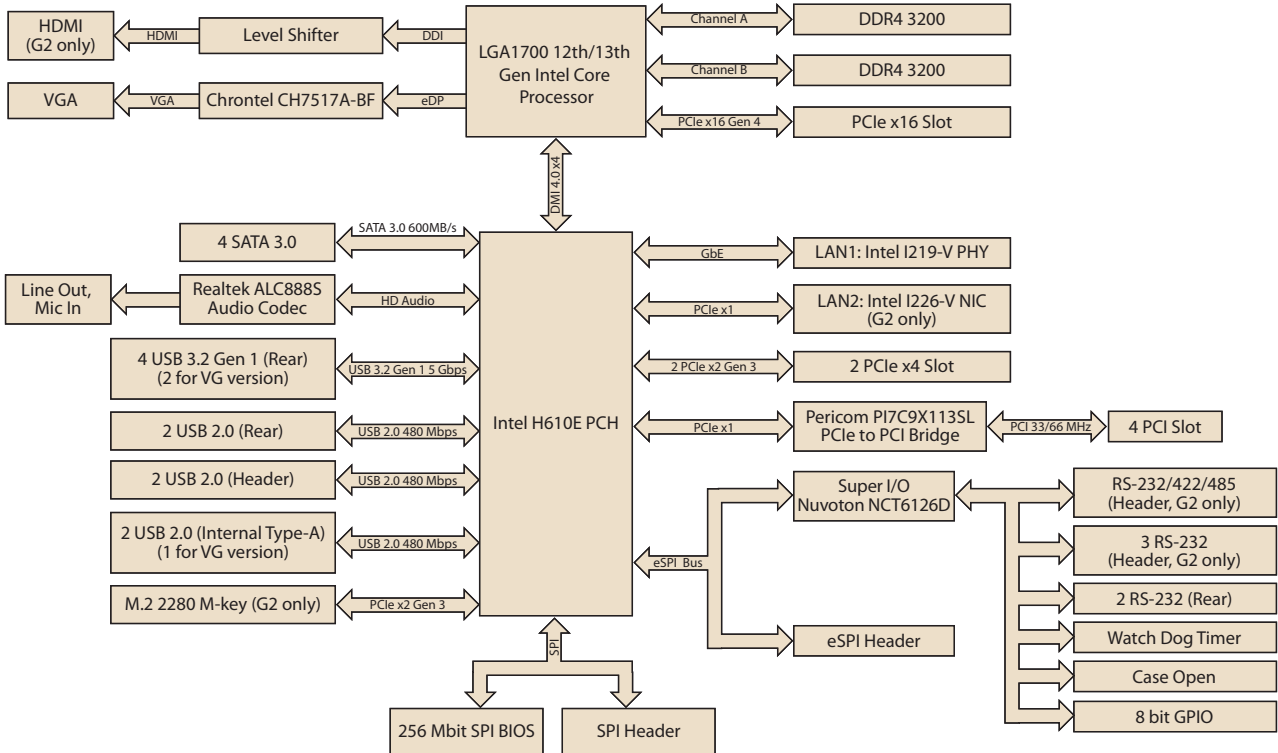 HDMI
(G2 only)
HDMI
Level Shifter
DDI
VGA
VGA
Chrontel CH7517A-BF
eDP
LGA1700 12th/13th
Gen Intel Core
Processor
Channel A
DDR4 3200
Channel B
DDR4 3200
PCIe x16 Gen 4
PCIe x16 Slot
DMI 4.0 x4
4 SATA 3.0
SATA 3.0 600MB/s
Line Out,
Mic In
Realtek ALC888S
Audio Codec
HD Audio
4 USB 3.2 Gen 1 (Rear)
(2 for VG version)
USB 3.2 Gen 1 5 Gbps
2 USB 2.0 (Rear)
USB 2.0 480 Mbps
2 USB 2.0 (Header)
USB 2.0 480 Mbps
2 USB 2.0 (Internal Type-A)
(1 for VG version)
USB 2.0 480 Mbps
M.2 2280 M-key (G2 only)
PCIe x2 Gen 3
Intel H610E PCH
GbE
LAN1: Intel I219-V PHY
PCIe x1
LAN2: Intel I226-V NIC
(G2 only)
2 PCIe x2 Gen 3
2 PCIe x4 Slot
PCIe x1
Pericom PI7C9X113SL
PCIe to PCI Bridge
PCI 33/66 MHz
4 PCI Slot
eSPI Bus
Super I/O
Nuvoton NCT6126D
eSPI Header
RS-232/422/485
(Header, G2 only)
3 RS-232
(Header, G2 only)
2 RS-232 (Rear)
Watch Dog Timer
Case Open
8 bit GPIO
SPI
256 Mbit SPI BIOS
SPI Header